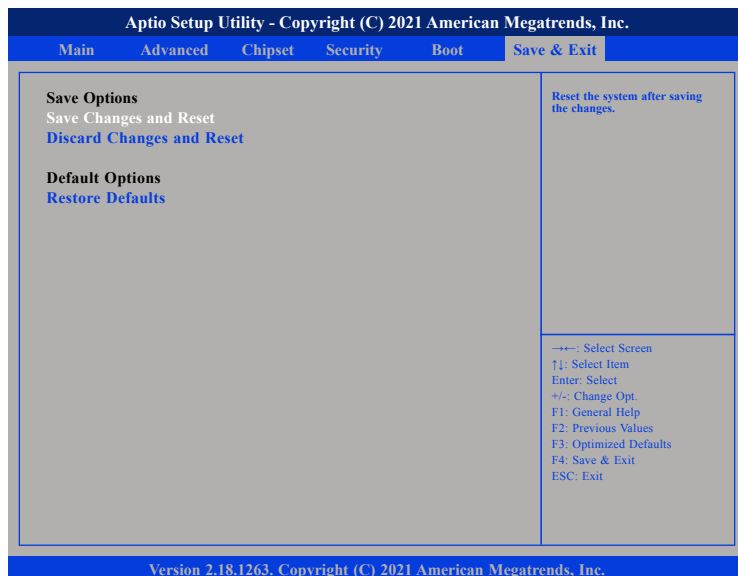 Aptio Setup Utility - Copyright (C) 2021 American Megatrends, Inc.
Main Advanced Chipset Security Boot Save & Exit
Save Options
Save Changes and Reset
Discard Changes and Reset
Default Options
Restore Defaults
Reset the system after saving
the changes.
→←: Select Screen
↑↓: Select Item
Enter: Select
+/-: Change Opt.
F1: General Help
F2: Previous Values
F3: Optimized Defaults
F4: Save & Exit
ESC: Exit
Version 2.18.1263. Copyright (C) 2021 American Megatrends, Inc.